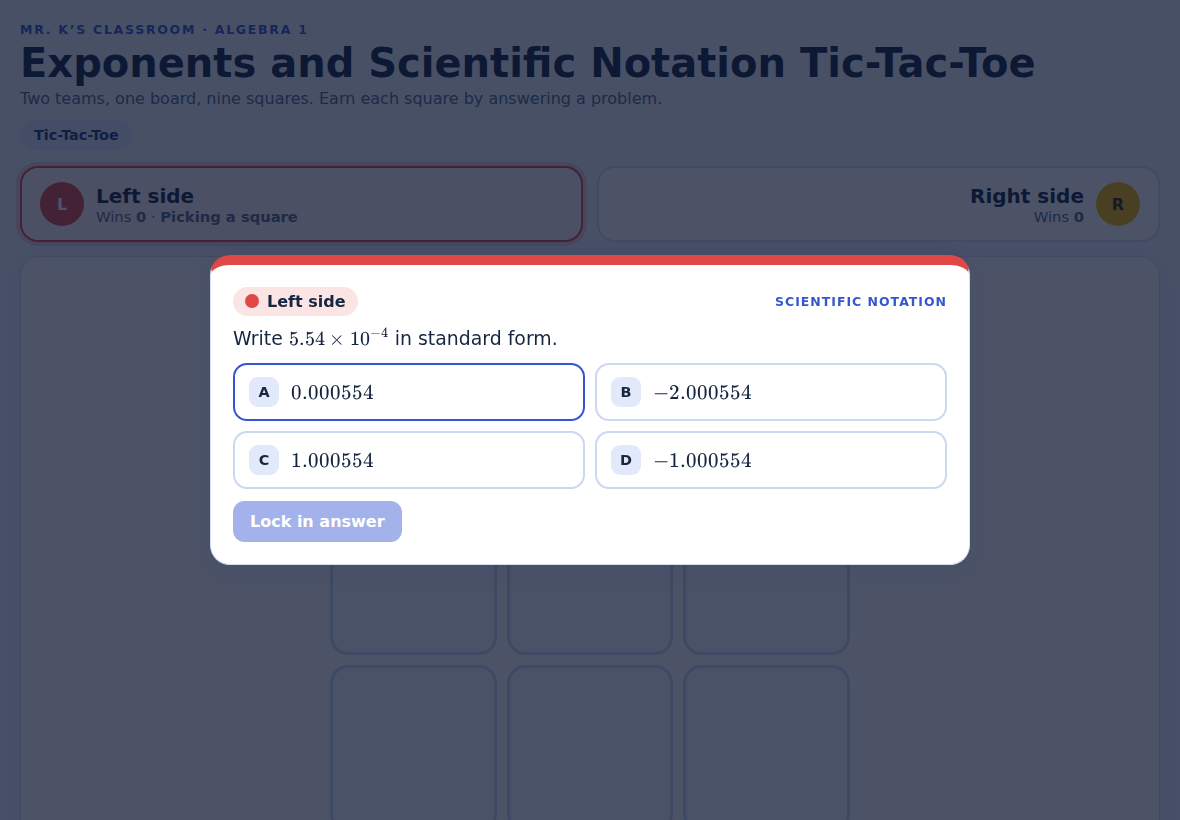 MR. K'S CLASSROOM · ALGEBRA 1
Exponents and Scientific Notation Tic-Tac-Toe
Two teams, one board, nine squares. Earn each square by answering a problem.
Tic-Tac-Toe
L
Left side
Wins 0 · Picking a square
Right side
Wins 0
R
Left side
SCIENTIFIC NOTATION
Write 5.54 × 10⁻⁴ in standard form.
A 0.000554
B −2.000554
C 1.000554
D −1.000554
Lock in answer